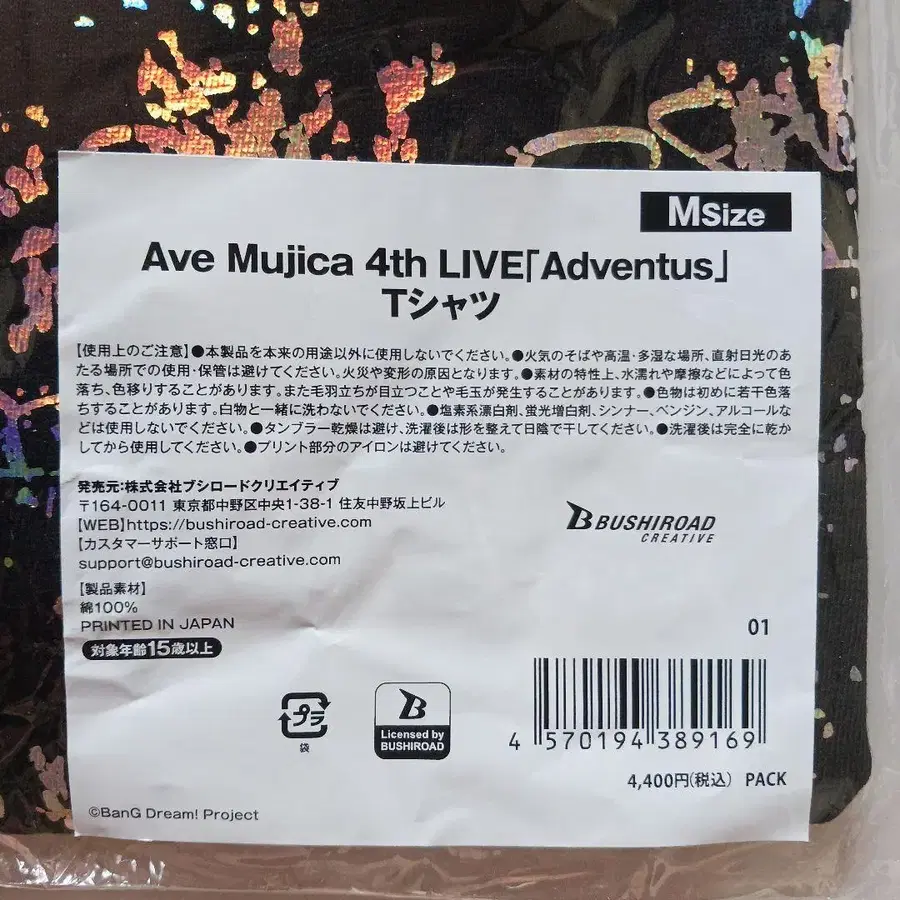 MSize
Ave Mujica 4th LIVE「Adventus」
Tシャツ
【使用上のご注意】●本製品を本来の用途以外に使用しないでください。●火気のそばや高温・多湿な場所、直射日光のあ
たる場所での使用・保管は避けてください。火災や変形の原因となります。●素材の特性上、水濡れや摩擦などによって色
落ち、色移りすることがあります。また毛羽立ちが目立つことや毛玉が発生することがあります。●色物は初めに若干色落
ちすることがあります。白物と一緒に洗わないでください。●塩素系漂白剤、蛍光増白剤、シンナー、ベンジン、アルコールな
どは使用しないでください。●タンブラー乾燥は避け、洗濯後は形を整えて日陰で干してください。●洗濯後は完全に乾か
してから使用してください。●プリント部分のアイロンは避けてください。
発売元:株式会社ブシロードクリエイティブ
〒164-0011 東京都中野区中央1-38-1 住友中野坂上ビル
【WEB】https://bushiroad-creative.com
【カスタマーサポート窓口】
support@bushiroad-creative.com
BUSHIROAD
CREATIVE
【製品素材】
綿100%
PRINTED IN JAPAN
対象年齢15歳以上
01
プラ
袋
Licensed by
BUSHIROAD
4 570194 389169
4,400円(税込) PACK
©BanG Dream! Project